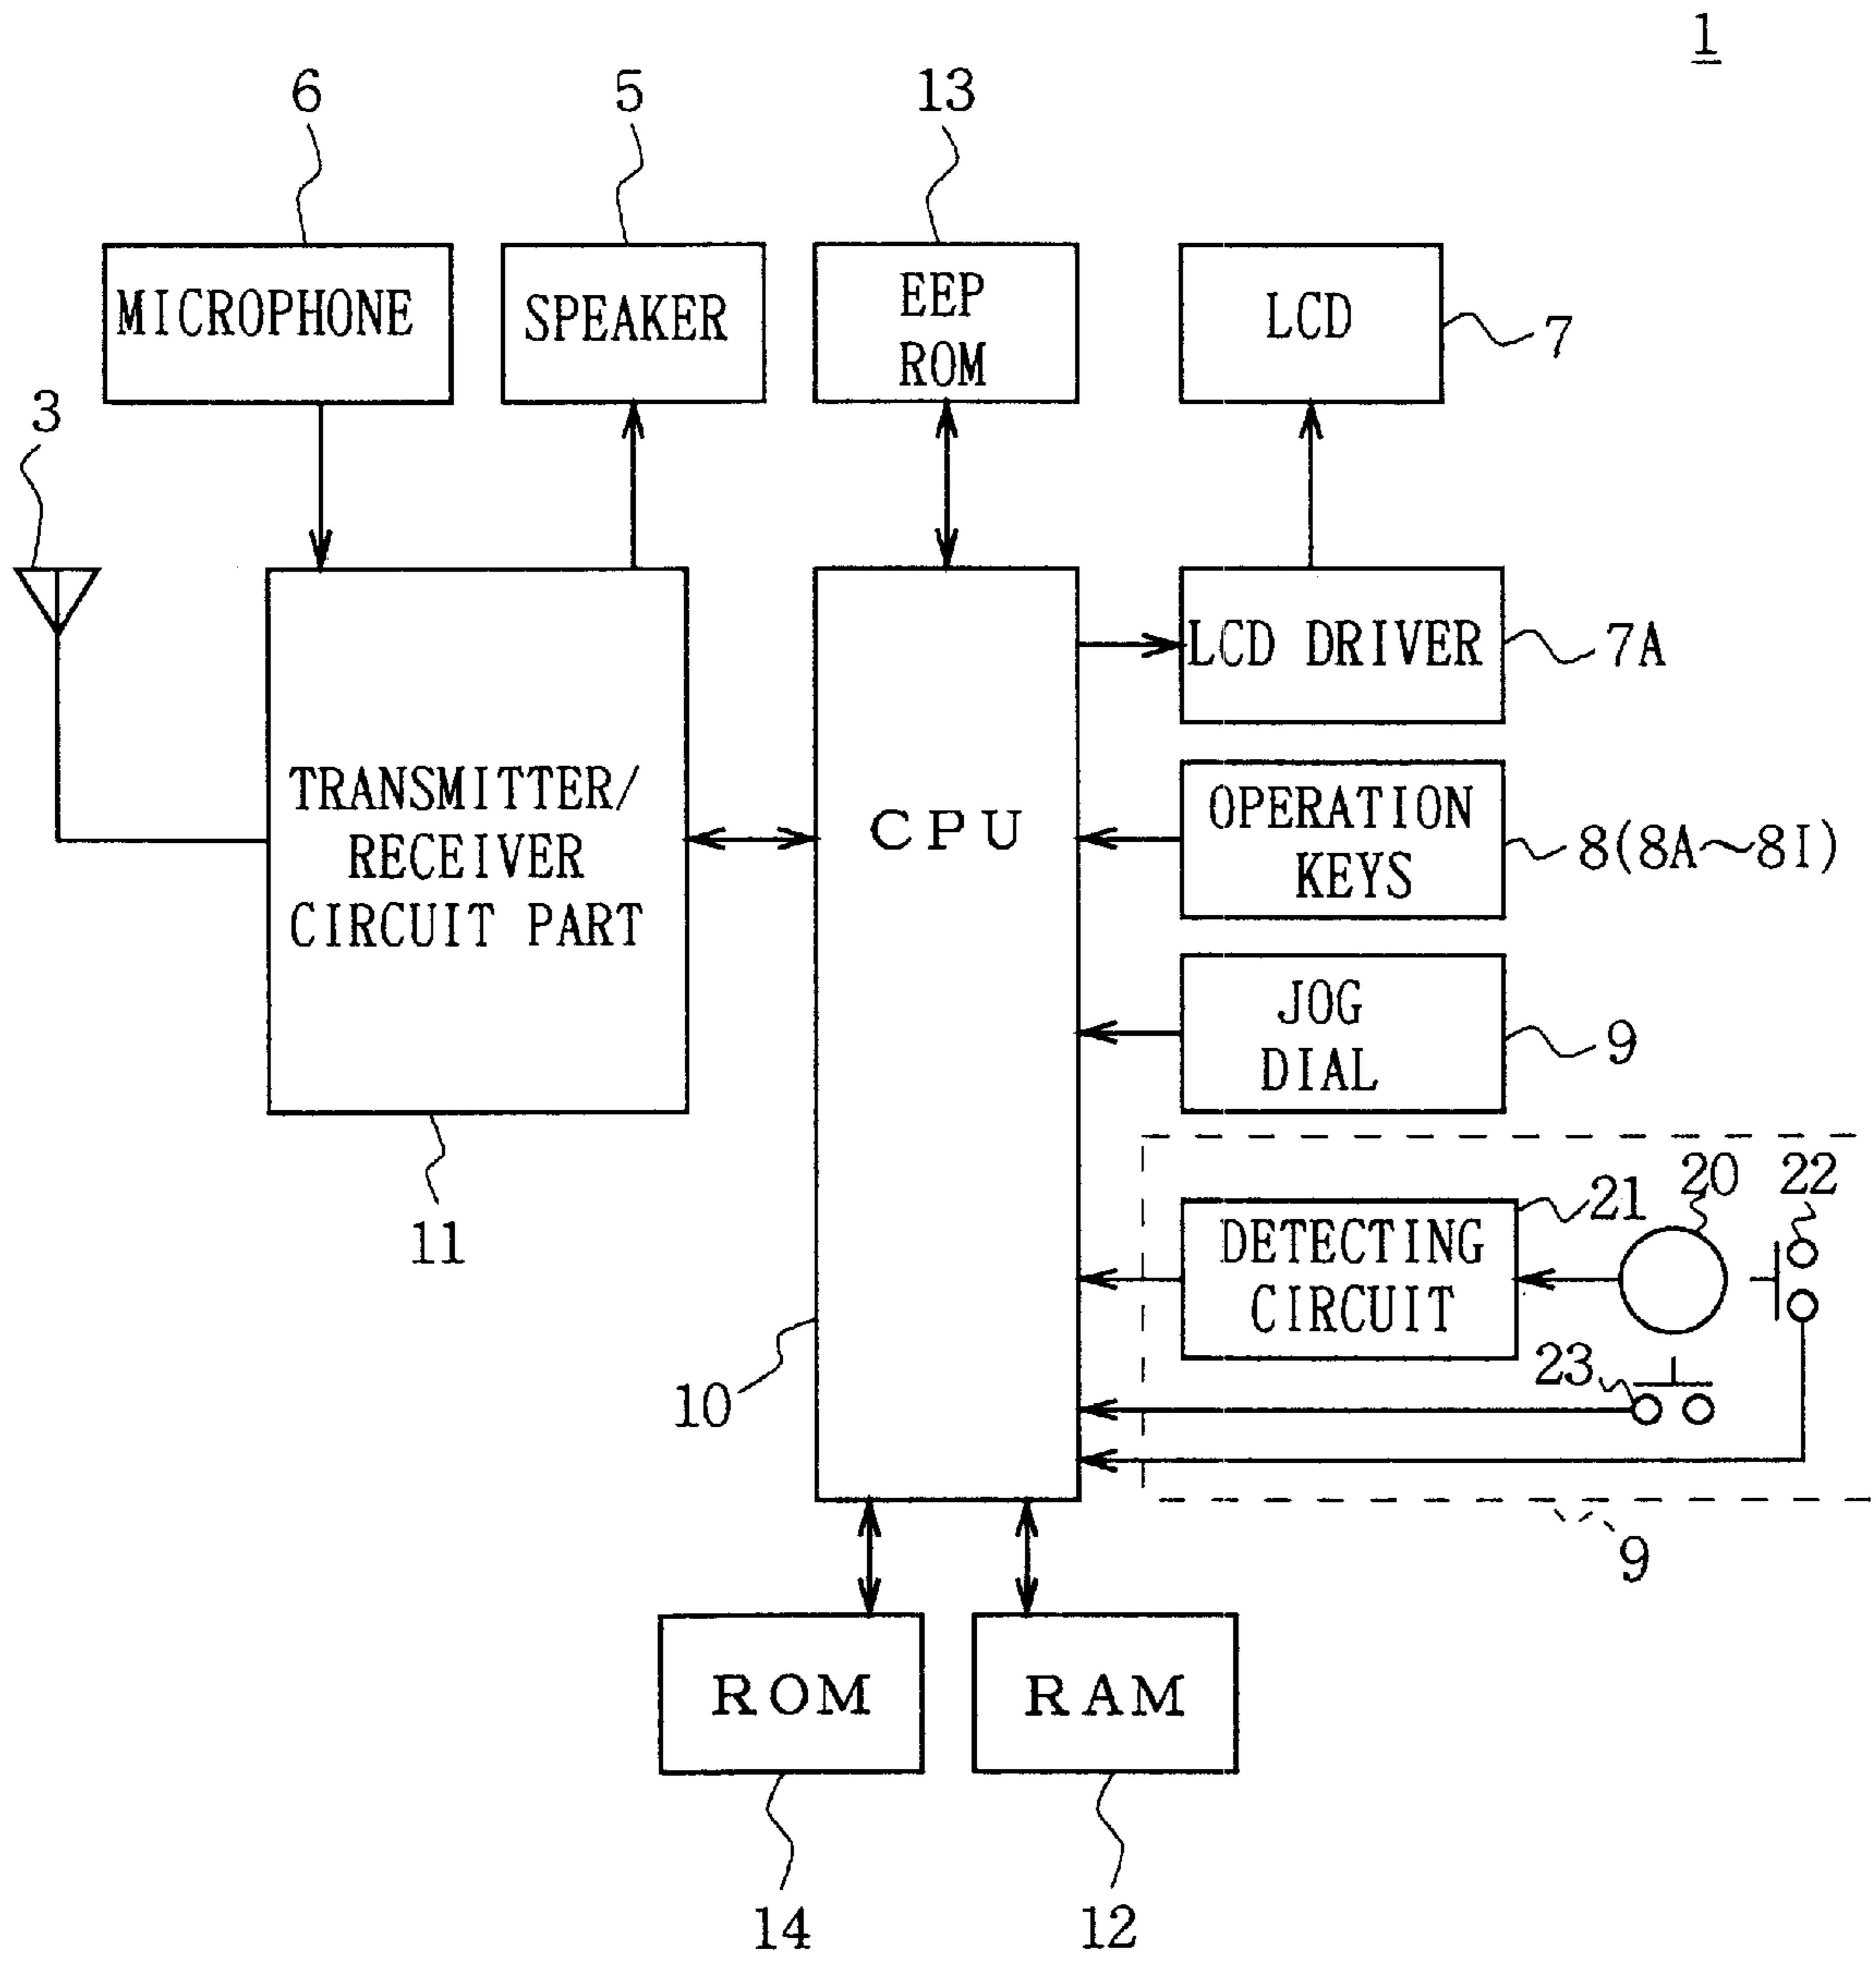 1
6
5
13
MICROPHONE
SPEAKER
EEP
ROM
LCD
7
3
LCD DRIVER
7A
TRANSMITTER/
RECEIVER
CIRCUIT PART
CPU
OPERATION
KEYS
8(8A～8I)
JOG
DIAL
9
11
21
20
22
DETECTING
CIRCUIT
23
10
9
ROM
RAM
14
12